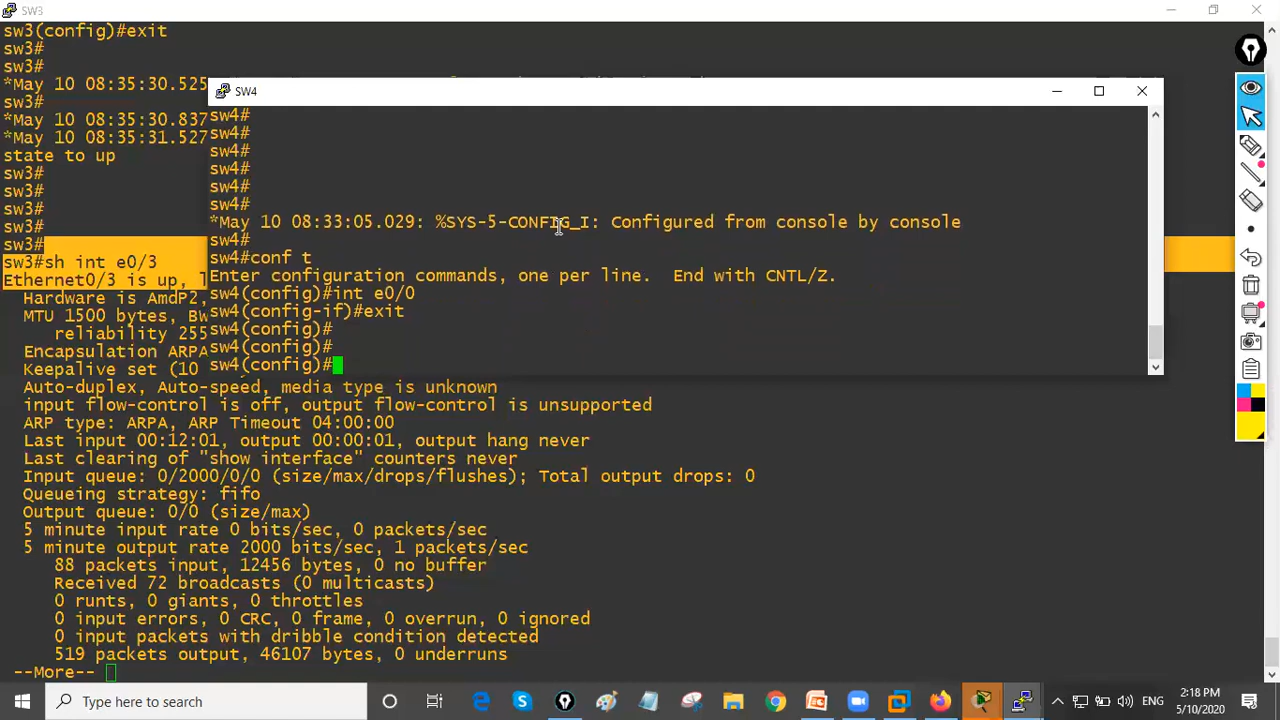 SW3
sw3(config)#exit
sw3#
sw3#
*May 10 08:35:30.525
sw3#
*May 10 08:35:30.837
*May 10 08:35:31.527
state to up
sw3#
sw3#
sw3#
sw3#
sw3#
sw3#sh int e0/3
Ethernet0/3 is up, l
Hardware is AmdP2,
MTU 1500 bytes, BW
reliability 255
Encapsulation ARPA
Keepalive set (10
Auto-duplex, Auto-speed, media type is unknown
input flow-control is off, output flow-control is unsupported
ARP type: ARPA, ARP Timeout 04:00:00
Last input 00:12:01, output 00:00:01, output hang never
Last clearing of "show interface" counters never
Input queue: 0/2000/0/0 (size/max/drops/flushes); Total output drops: 0
Queueing strategy: fifo
Output queue: 0/0 (size/max)
5 minute input rate 0 bits/sec, 0 packets/sec
5 minute output rate 2000 bits/sec, 1 packets/sec
88 packets input, 12456 bytes, 0 no buffer
Received 72 broadcasts (0 multicasts)
0 runts, 0 giants, 0 throttles
0 input errors, 0 CRC, 0 frame, 0 overrun, 0 ignored
0 input packets with dribble condition detected
519 packets output, 46107 bytes, 0 underruns
--More--
SW4
sw4#
sw4#
sw4#
sw4#
sw4#
sw4#
*May 10 08:33:05.029: %SYS-5-CONFIG_I: Configured from console by console
sw4#
sw4#conf t
Enter configuration commands, one per line.  End with CNTL/Z.
sw4(config)#int e0/0
sw4(config-if)#exit
sw4(config)#
sw4(config)#
sw4(config)#
Type here to search
ENG
2:18 PM
5/10/2020